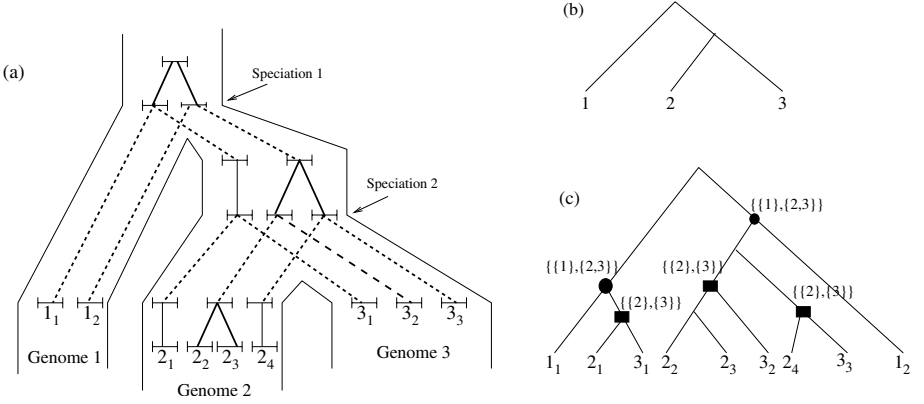 (a)
Speciation 1
Speciation 2
1₁ 1₂ 3₁ 3₂ 3₃
2₁ 2₂ 2₃ 2₄
Genome 1
Genome 2
Genome 3
(b)
1 2 3
(c)
{{1},{2,3}}
{{1},{2,3}} {{2},{3}}
{{2},{3}} {{2},{3}}
1₁ 2₁ 3₁ 2₂ 2₃ 3₂ 2₄ 3₃ 1₂